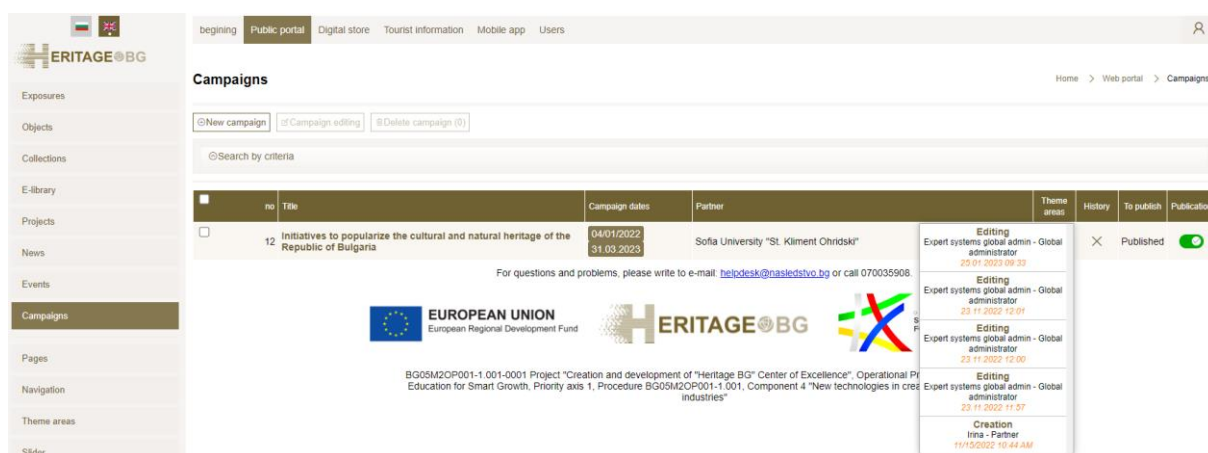 begining Public portal Digital store Tourist information Mobile app Users
HERITAGE BG
Campaigns
Home > Web portal > Campaigns
Exposures
Objects
Collections
E-library
Projects
News
Events
Campaigns
Pages
Navigation
Theme areas
Slider
New campaign Campaign editing Delete campaign (0)
Search by criteria
no Title Campaign dates Partner Theme areas History To publish Publication
12 Initiatives to popularize the cultural and natural heritage of the
Republic of Bulgaria
04/01/2022
31.03.2023
Sofia University "St. Kliment Ohridski"
Published
Editing
Expert systems global admin - Global
administrator
25 01 2023 09:33
Editing
Expert systems global admin - Global
administrator
23 11 2022 12:01
Editing
Expert systems global admin - Global
administrator
23 11 2022 12:00
Editing
Expert systems global admin - Global
administrator
23 11 2022 11:57
Creation
Irina - Partner
11/15/2022 10:44 AM
For questions and problems, please write to e-mail: helpdesk@nasledstvo.bg or call 070035908.
EUROPEAN UNION
European Regional Development Fund
HERITAGE BG
BG05M2OP001-1.001-0001 Project "Creation and development of "Heritage BG" Center of Excellence", Operational
Education for Smart Growth, Priority axis 1, Procedure BG05M2OP001-1.001, Component 4 "New technologies in
industries"